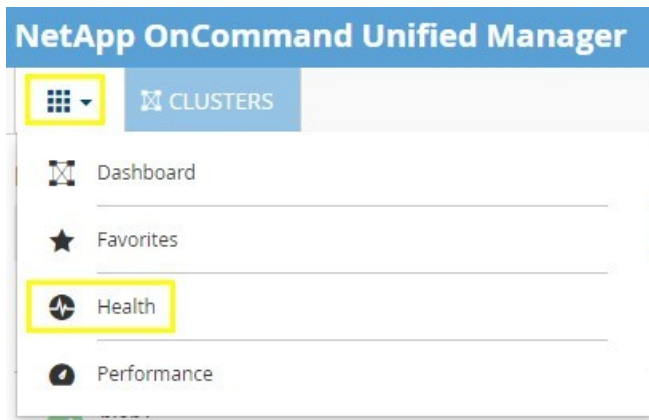 NetApp OnCommand Unified Manager
CLUSTERS
Dashboard
Favorites
Health
Performance